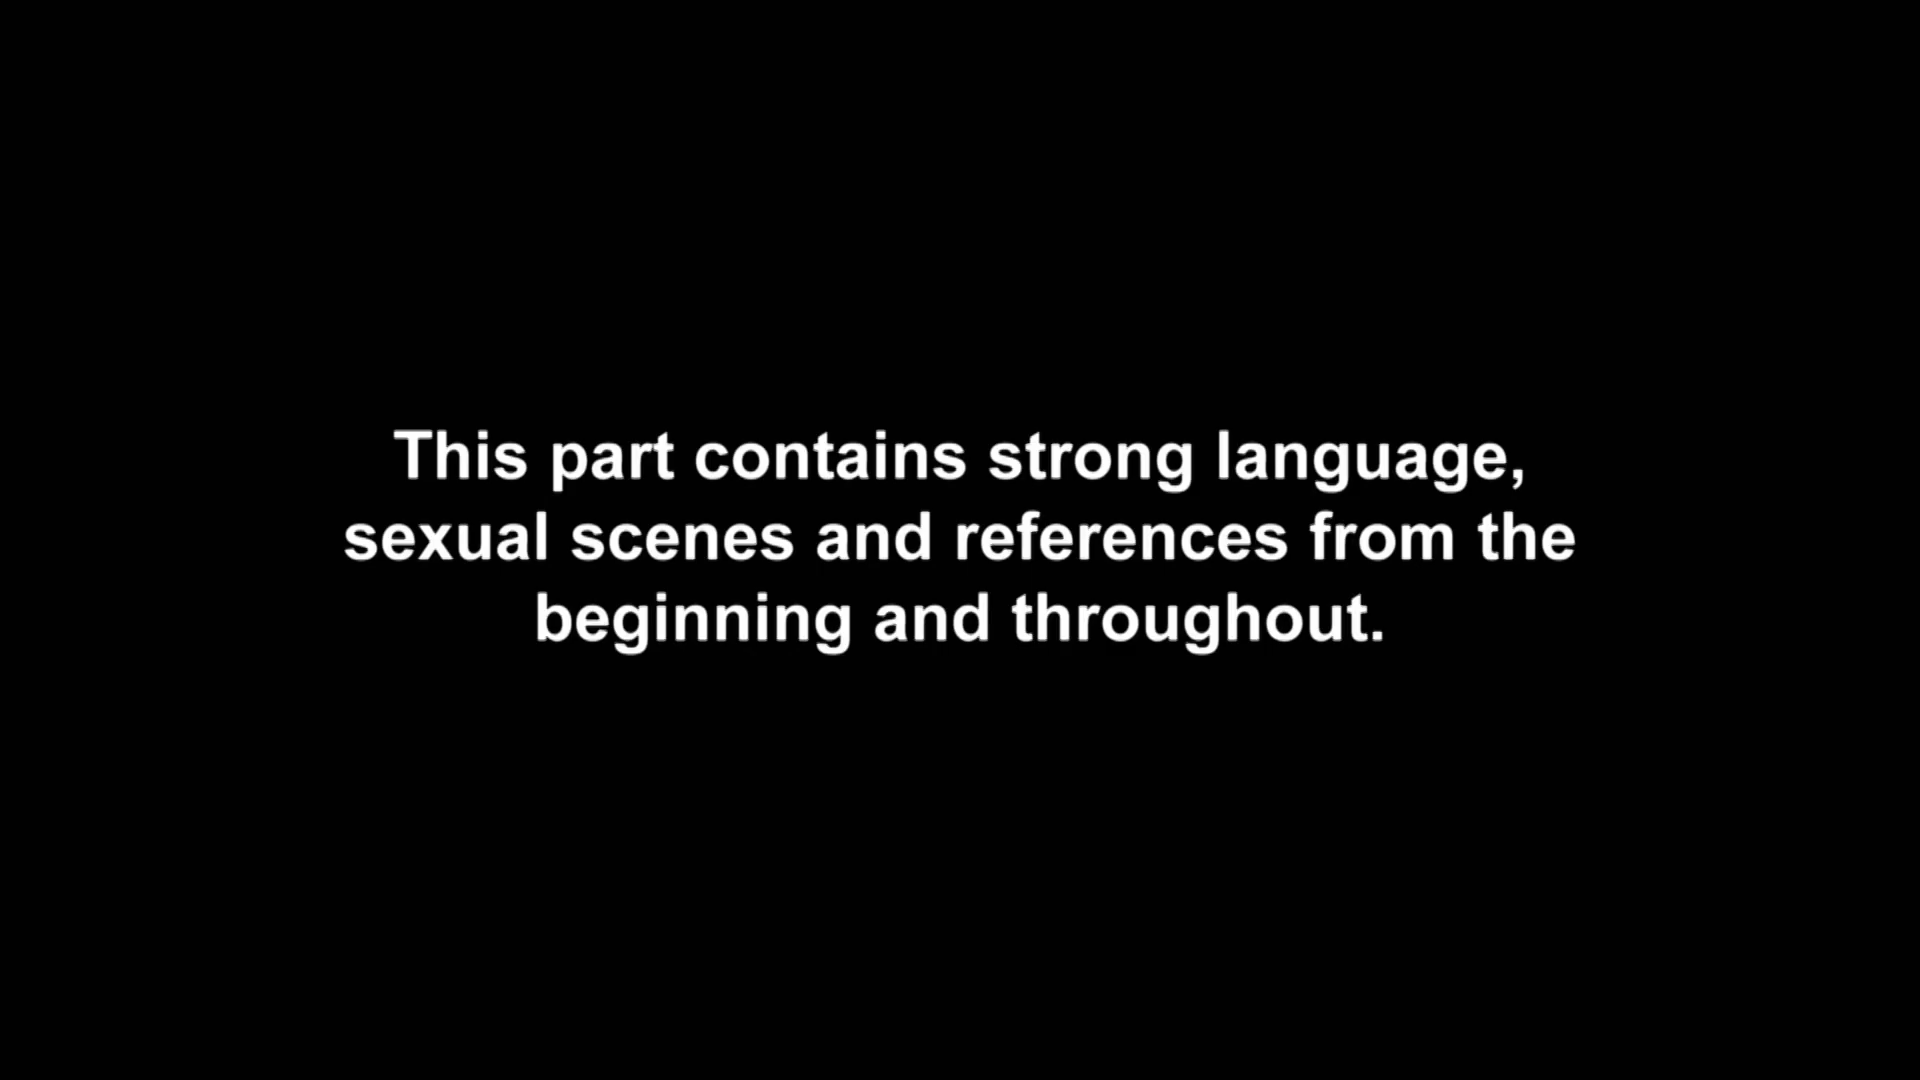 This part contains strong language,
sexual scenes and references from the
beginning and throughout.